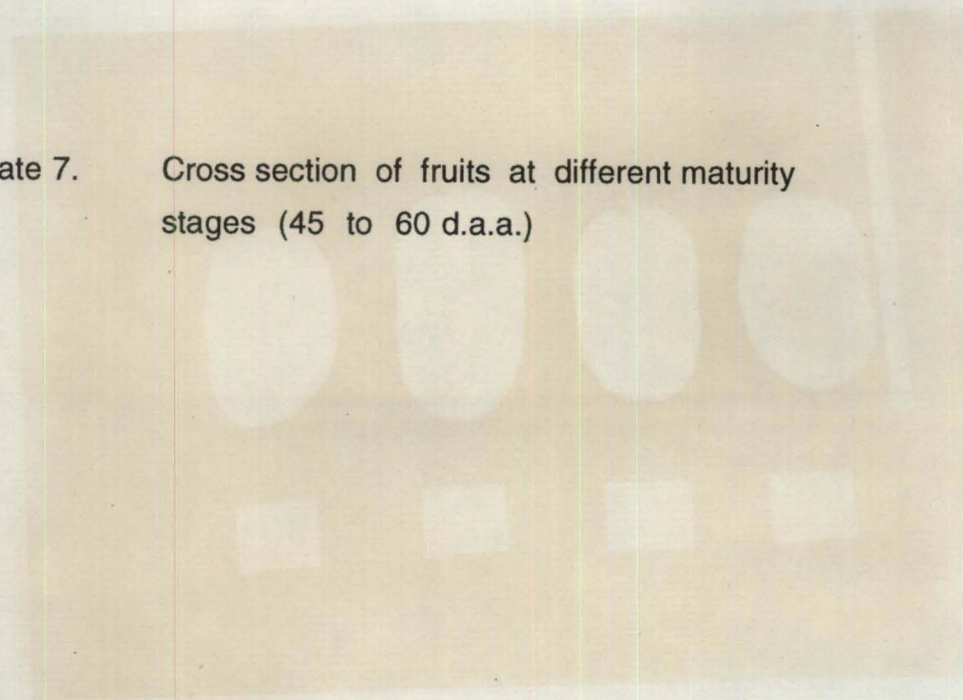 ate 7. Cross section of fruits at different maturity
stages (45 to 60 d.a.a.)